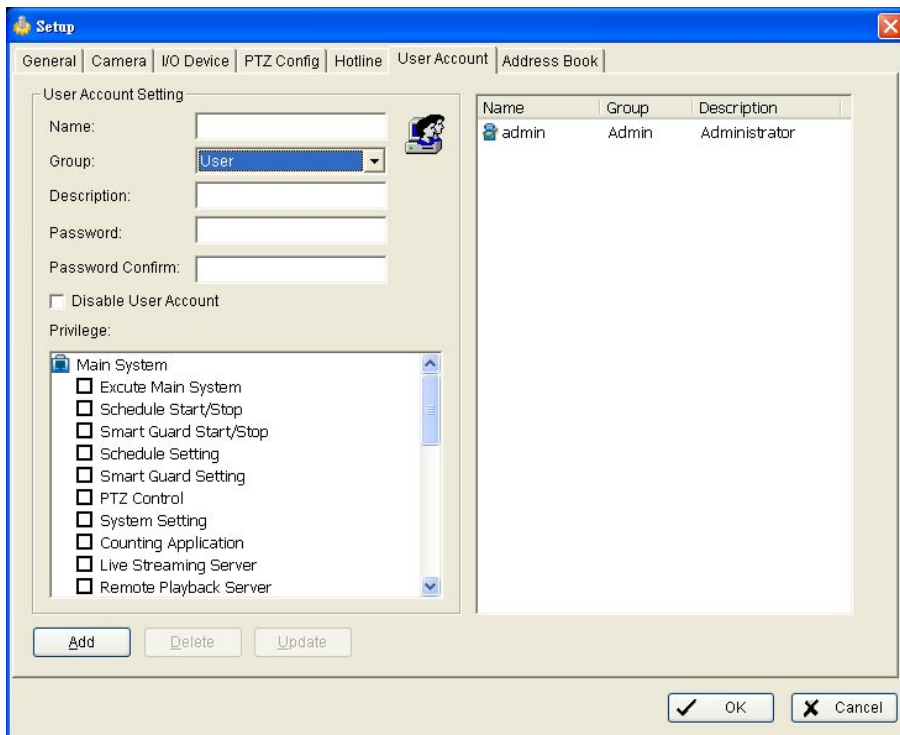 Setup
General Camera I/O Device PTZ Config Hotline User Account Address Book
User Account Setting
Name:
Group: User
Description:
Password:
Password Confirm:
Disable User Account
Privilege:
Main System
Excute Main System
Schedule Start/Stop
Smart Guard Start/Stop
Schedule Setting
Smart Guard Setting
PTZ Control
System Setting
Counting Application
Live Streaming Server
Remote Playback Server
Name Group Description
admin Admin Administrator
Add Delete Update
OK Cancel